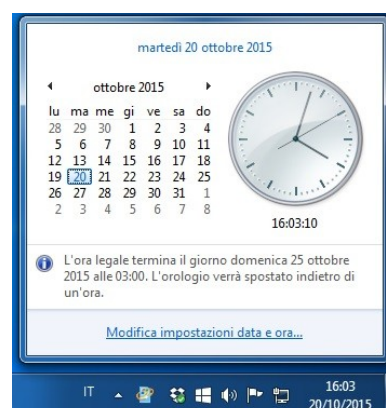 martedì 20 ottobre 2015
ottobre 2015
lu ma me gi ve sa do
28 29 30 1 2 3 4
5 6 7 8 9 10 11
12 13 14 15 16 17 18
19 20 21 22 23 24 25
26 27 28 29 30 31 1
2 3 4 5 6 7 8
16:03:10
L'ora legale termina il giorno domenica 25 ottobre
2015 alle 03:00. L'orologio verrà spostato indietro di
un'ora.
Modifica impostazioni data e ora...
IT
16:03
20/10/2015